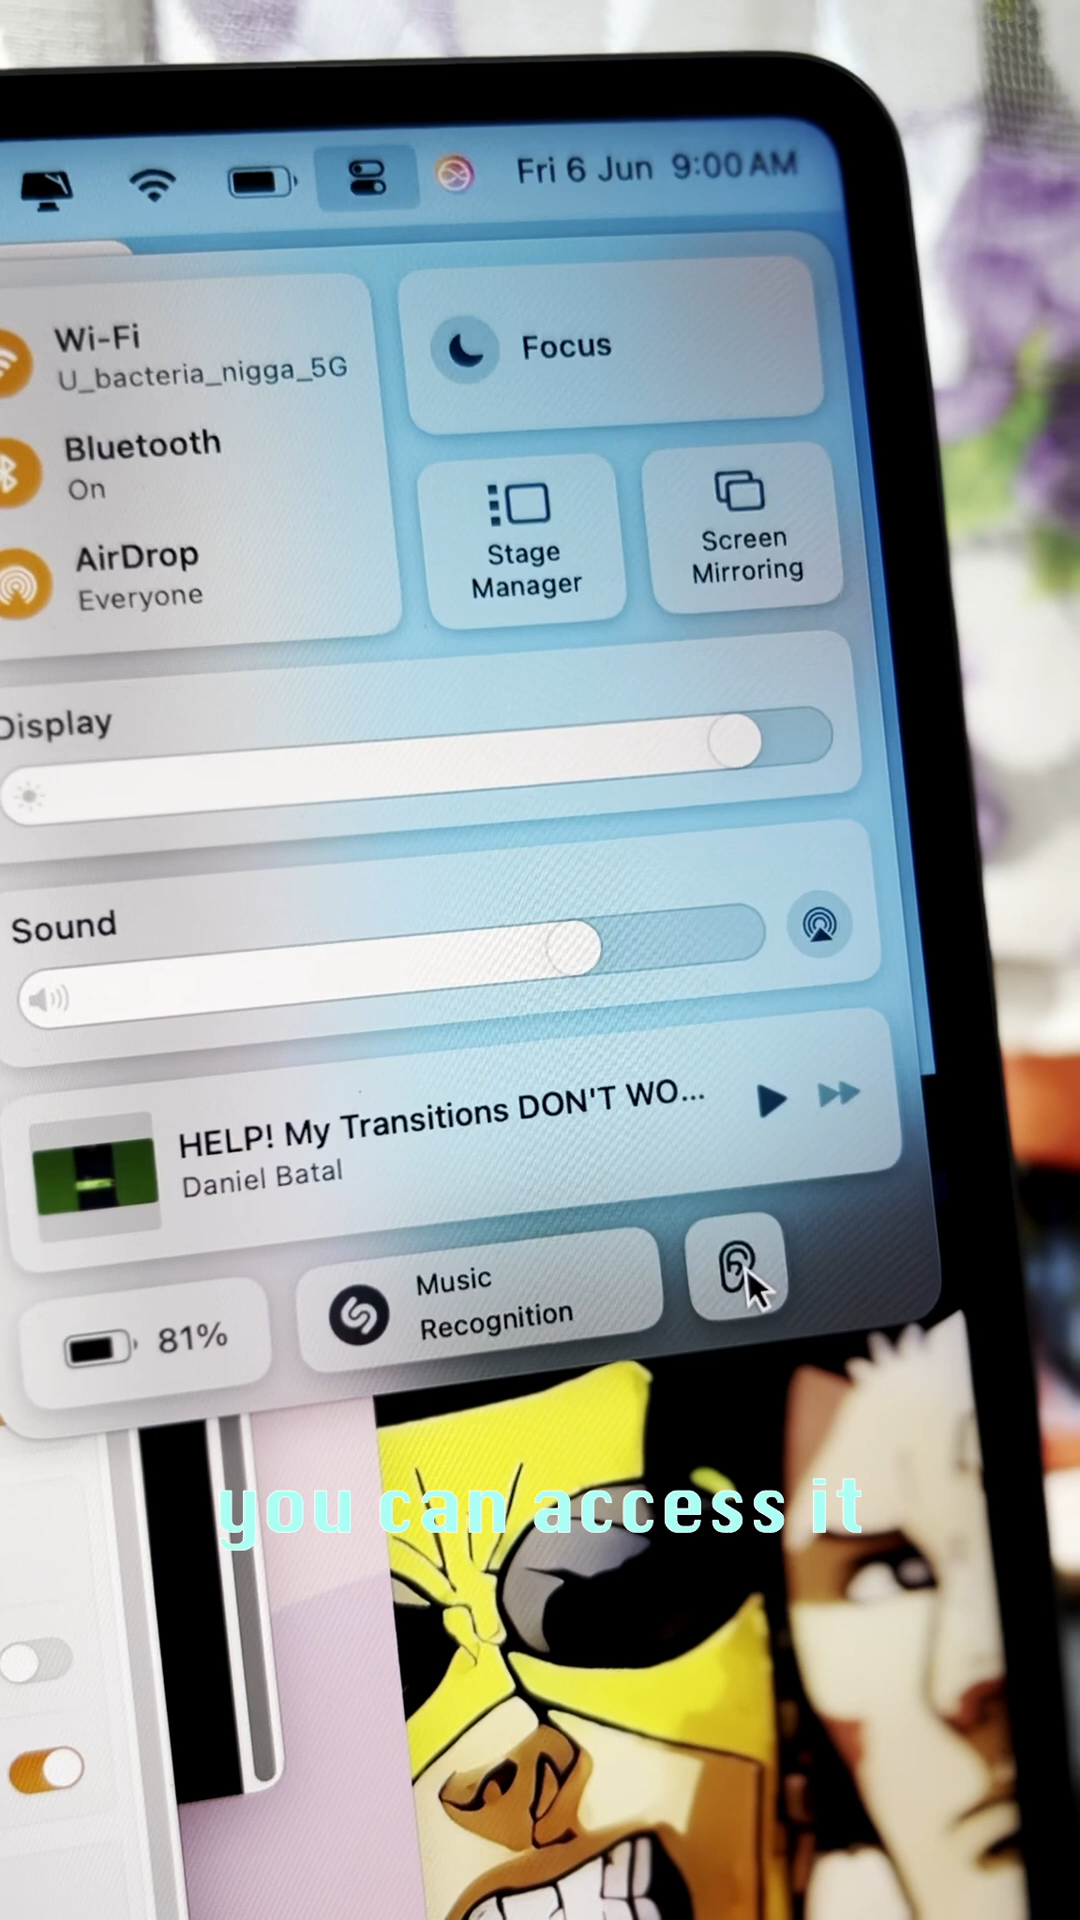 Fri 6 Jun 9:00 AM
Wi-Fi
U_bacteria_nigga_5G
Focus
Bluetooth
On
Stage
Manager
Screen
Mirroring
AirDrop
Everyone
Display
Sound
HELP! My Transitions DON'T WO...
Daniel Batal
81%
Music
Recognition
you can access it